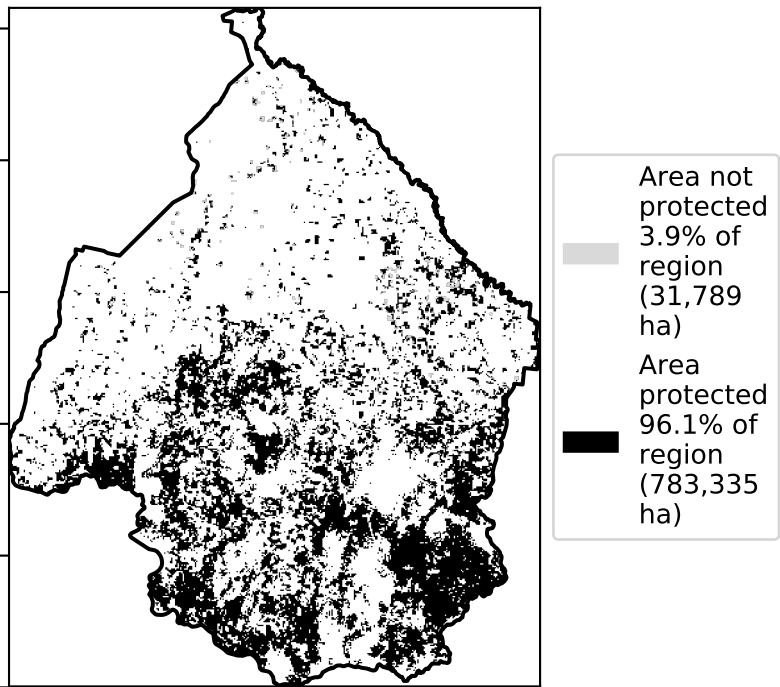 Area not
protected
3.9% of
region
(31,789
ha)
Area
protected
96.1% of
region
(783,335
ha)